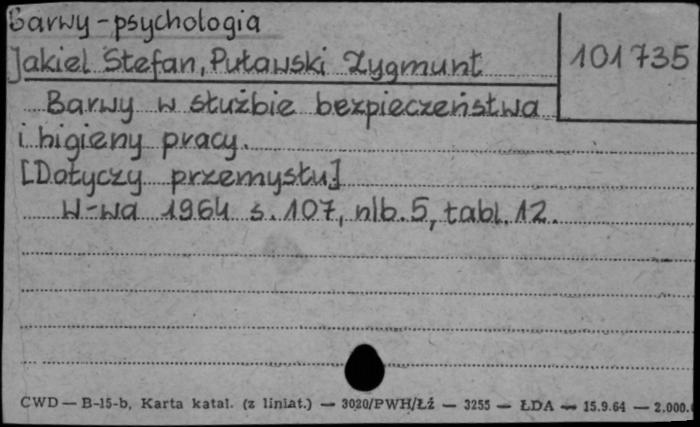 Barwy - psychologia
Jakiel Stefan, Puławski Zygmunt
101735
Barwy w służbie bezpieczeństwa
i higieny pracy.
[Dotyczy przemysłu]
W-wa 1964 s. 107, nlb. 5, tabl. 12.
CWD — B-15-b, Karta katal. (z liniat.) — 3020/PWH/Łż — 3255 — ŁDA — 15.9.64 — 2.000.